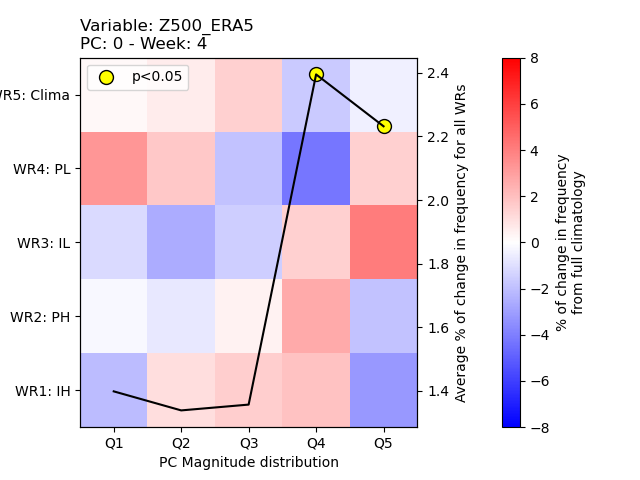 Variable: Z500_ERA5
PC: 0 - Week: 4
p<0.05
WR5: Clima
WR4: PL
WR3: IL
WR2: PH
WR1: IH
Q1 Q2 Q3 Q4 Q5
PC Magnitude distribution
2.4
2.2
2.0
1.8
1.6
1.4
Average % of change in frequency for all WRs
8
6
4
2
0
−2
−4
−6
−8
% of change in frequency
from full climatology